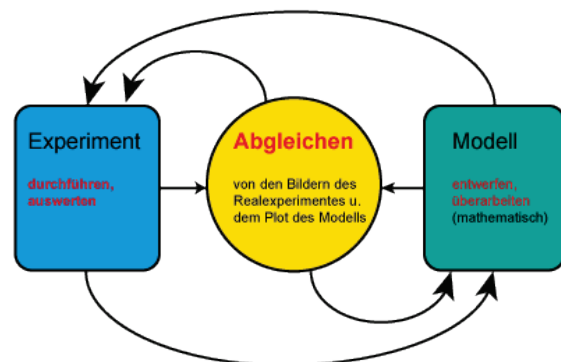 Experiment
durchführen,
auswerten
Abgleichen
von den Bildern des
Realexperimentes u.
dem Plot des Modells
Modell
entwerfen,
überarbeiten
(mathematisch)